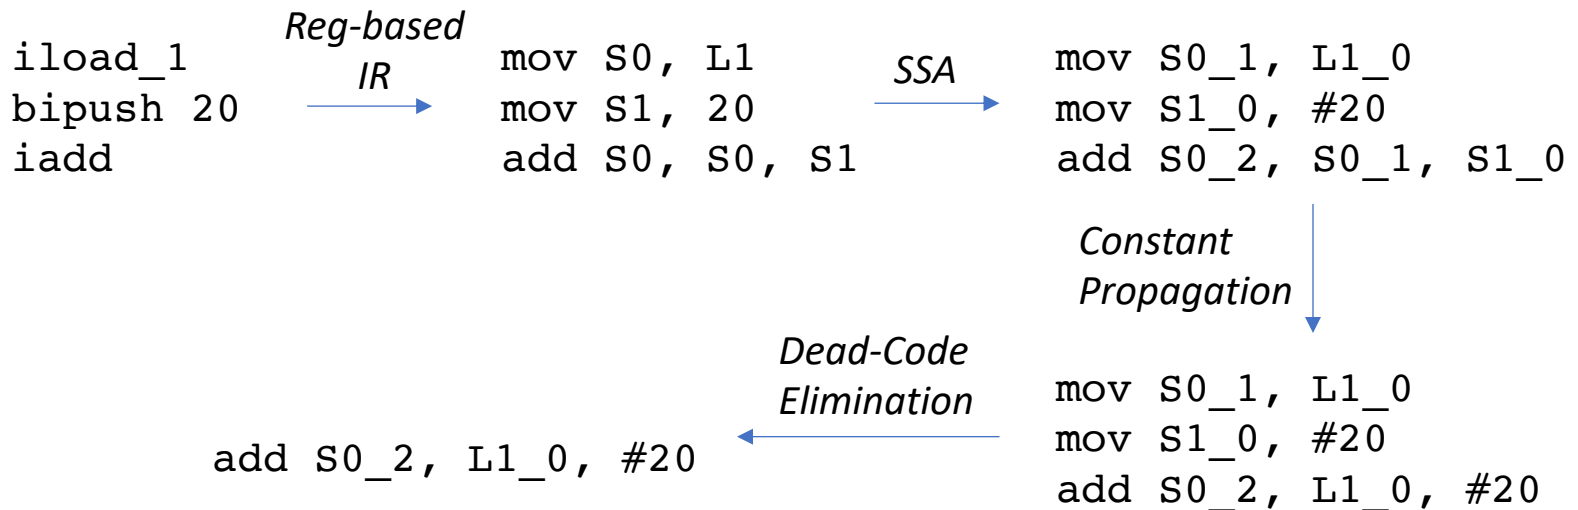 iload_1
bipush 20
iadd
Reg-based
IR
mov S0, L1
mov S1, 20
add S0, S0, S1
SSA
mov S0_1, L1_0
mov S1_0, #20
add S0_2, S0_1, S1_0
Constant
Propagation
mov S0_1, L1_0
mov S1_0, #20
add S0_2, L1_0, #20
Dead-Code
Elimination
add S0_2, L1_0, #20